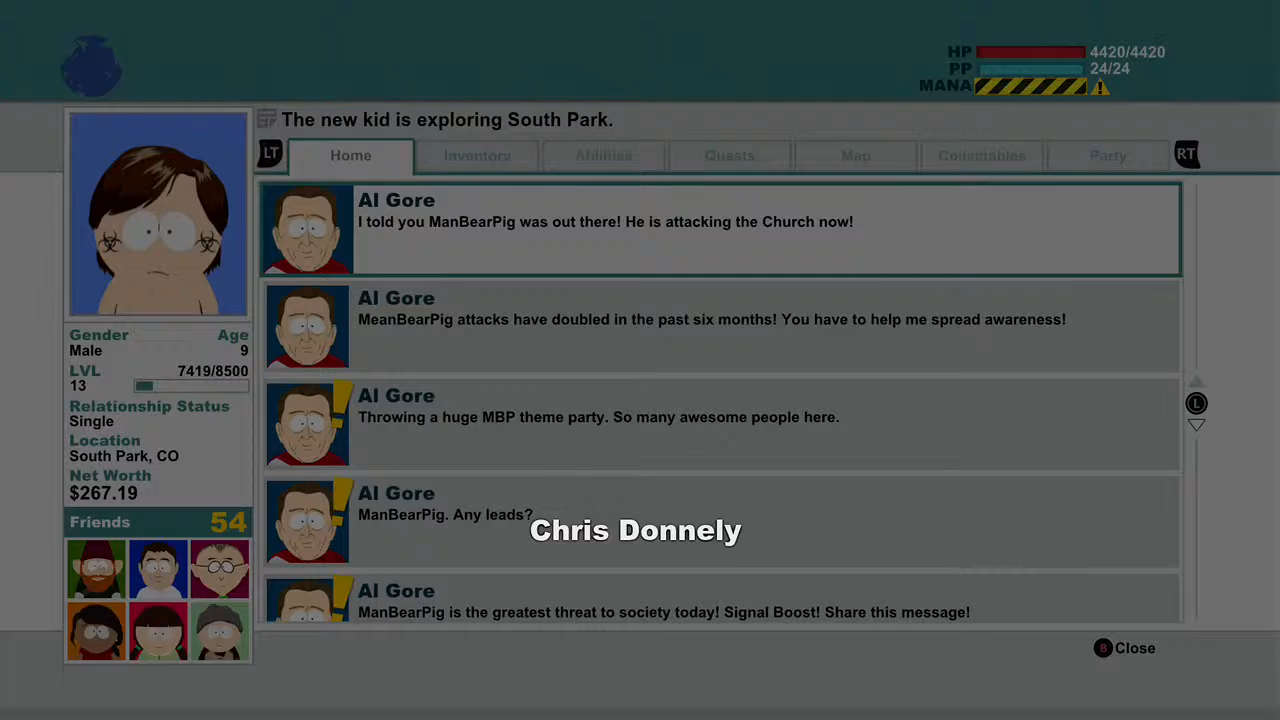 HP 4420/4420
PP 24/24
MANA
The new kid is exploring South Park.
LT Home Inventory Abilities Quests Map Collectables Party RT
Al Gore
I told you ManBearPig was out there! He is attacking the Church now!
Al Gore
MeanBearPig attacks have doubled in the past six months! You have to help me spread awareness!
Al Gore
Throwing a huge MBP theme party. So many awesome people here.
Al Gore
ManBearPig. Any leads?
Al Gore
ManBearPig is the greatest threat to society today! Signal Boost! Share this message!
Gender Age
Male 9
LVL 7419/8500
13
Relationship Status
Single
Location
South Park, CO
Net Worth
$267.19
Friends 54
Chris Donnely
L
B Close